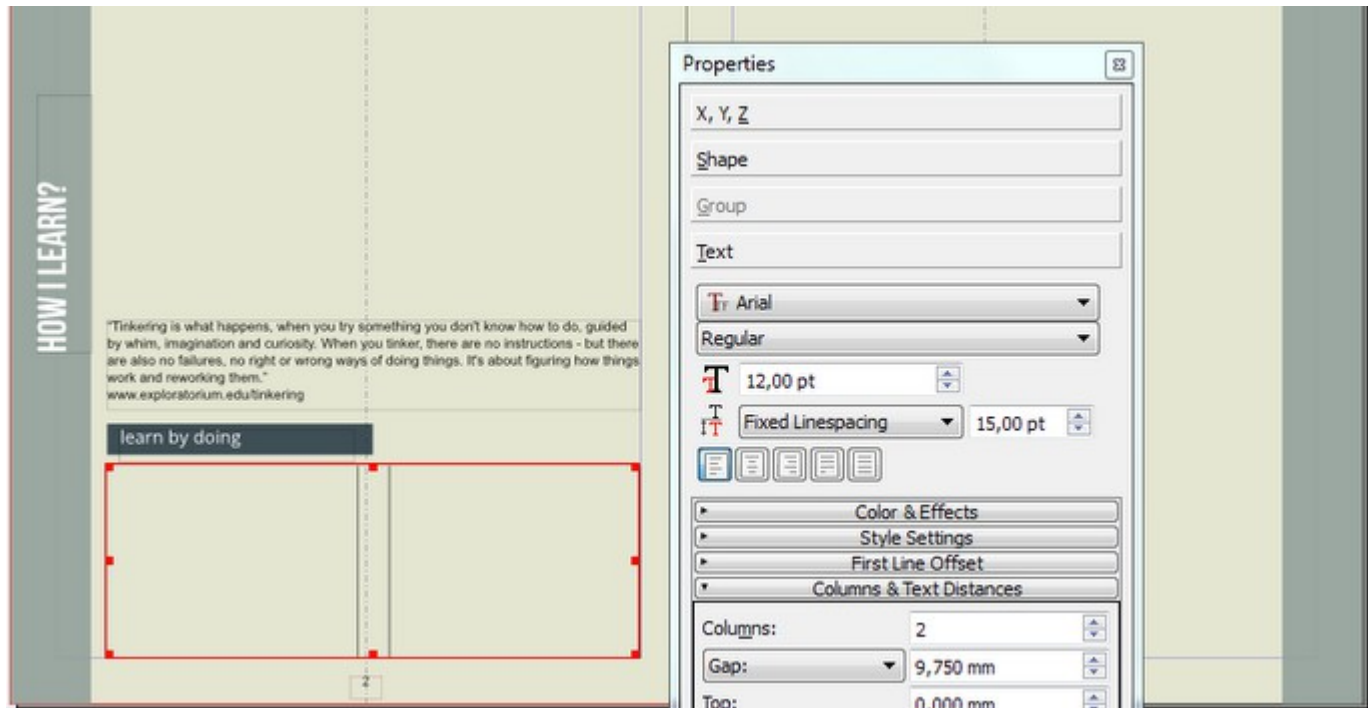 HOW I LEARN?
"Tinkering is what happens, when you try something you don't know how to do, guided
by whim, imagination and curiosity. When you tinker, there are no instructions - but there
are also no failures, no right or wrong ways of doing things. It's about figuring how things
work and reworking them."
www.exploratorium.edu/tinkering
learn by doing
2
Properties
X, Y, Z
Shape
Group
Text
Arial
Regular
12,00 pt
Fixed Linespacing 15,00 pt
Color & Effects
Style Settings
First Line Offset
Columns & Text Distances
Columns: 2
Gap: 9,750 mm
Top: 0,000 mm